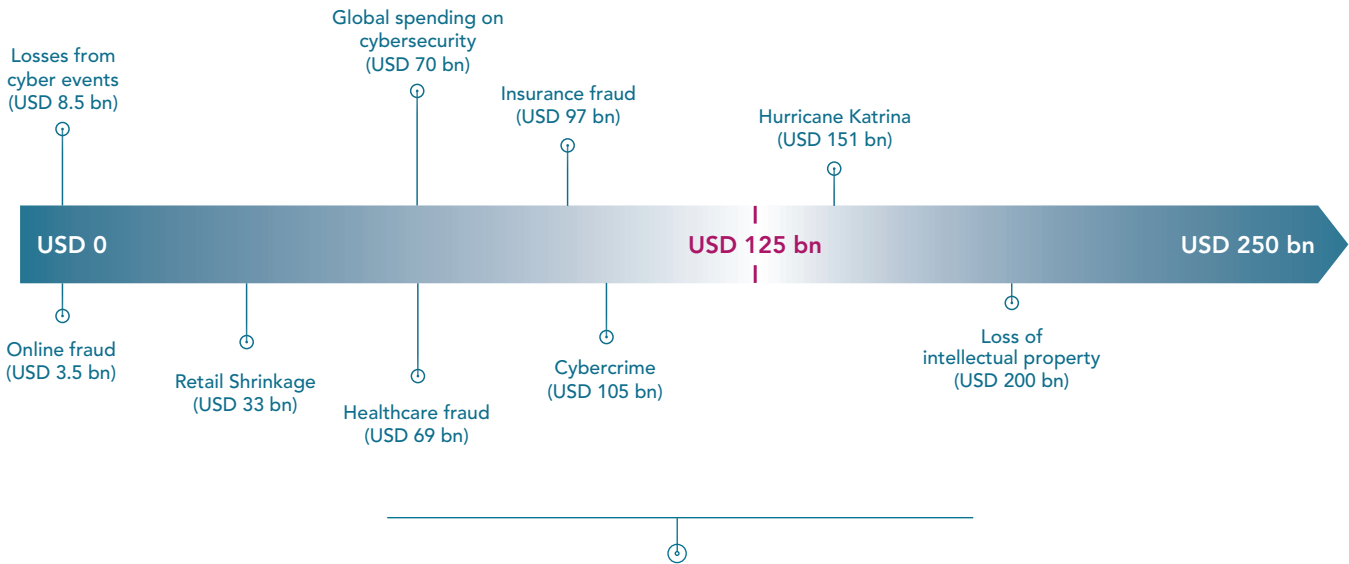 Losses from
cyber events
(USD 8.5 bn)
Global spending on
cybersecurity
(USD 70 bn)
Insurance fraud
(USD 97 bn)
Hurricane Katrina
(USD 151 bn)
USD 0
USD 125 bn
USD 250 bn
Online fraud
(USD 3.5 bn)
Retail Shrinkage
(USD 33 bn)
Healthcare fraud
(USD 69 bn)
Cybercrime
(USD 105 bn)
Loss of
intellectual property
(USD 200 bn)